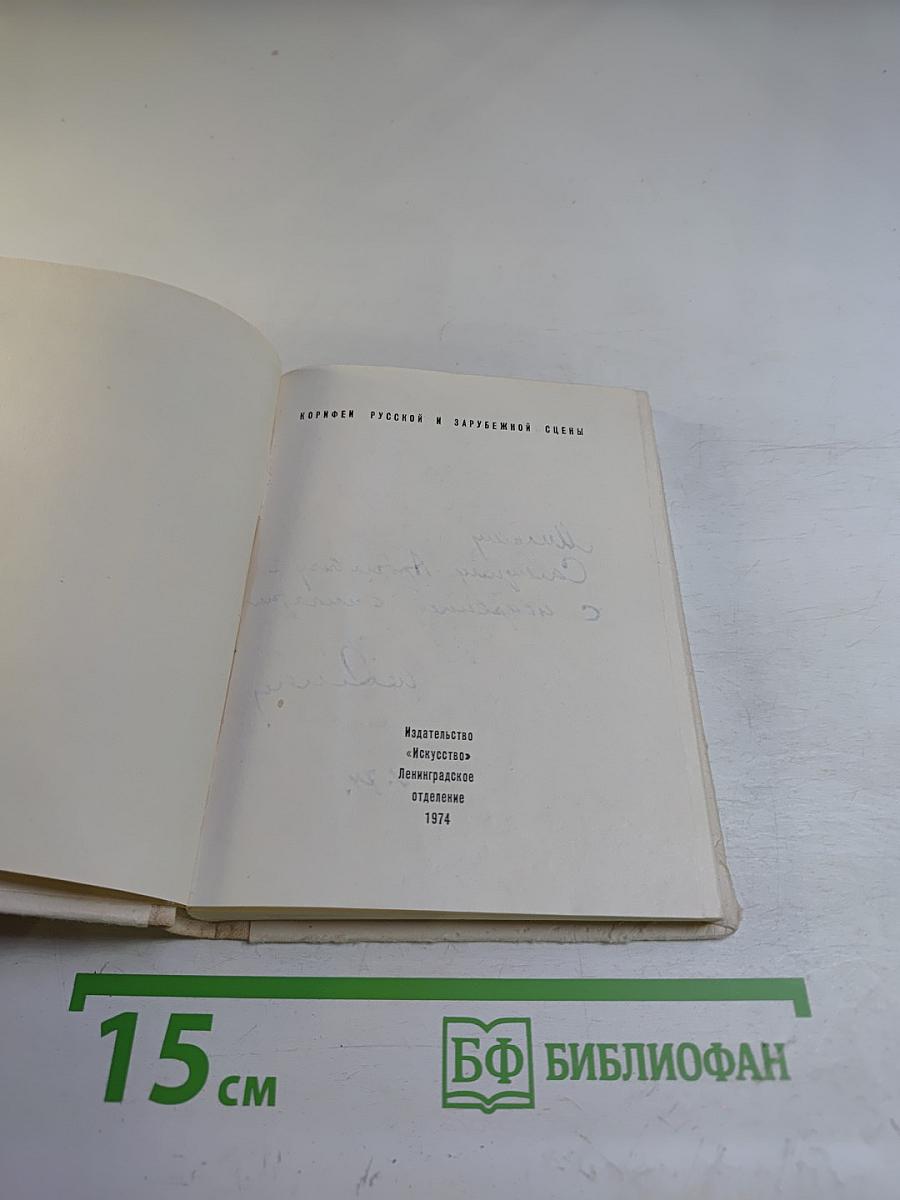 КОРИФЕИ РУССКОЙ И ЗАРУБЕЖНОЙ СЦЕНЫ
Издательство
«Искусство»
Ленинградское
отделение
1974
15 см
БФ БИБЛИОФАН